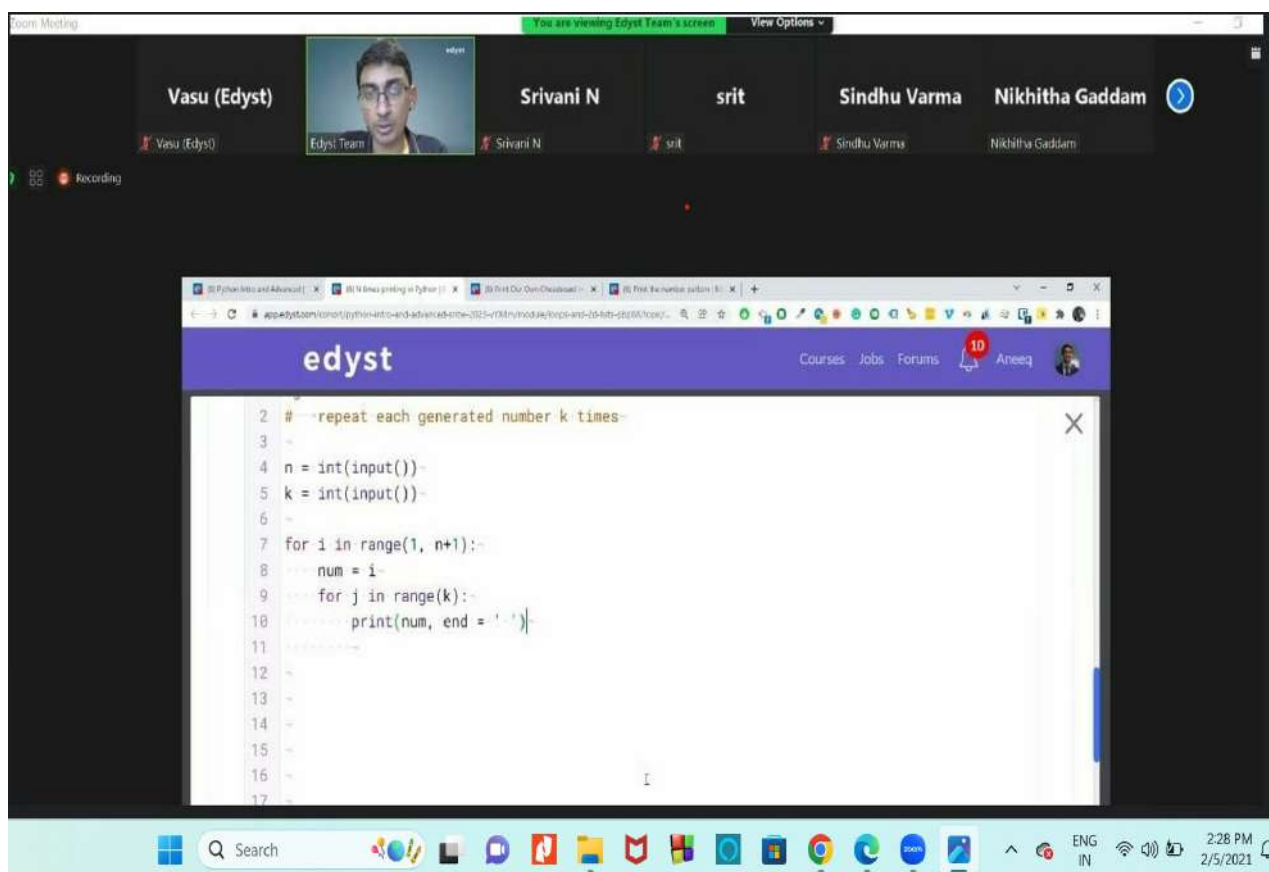 Zoom Meeting
You are viewing Edyst Team's screen View Options
edyst
Vasu (Edyst) Srivani N srit Sindhu Varma Nikhitha Gaddam
Vasu (Edyst) Edyst Team Srivani N srit Sindhu Varma Nikhitha Gaddam
Recording
edyst Courses Jobs Forums 10 Aneeq
2 # repeat each generated number k times
3
4 n = int(input())
5 k = int(input())
6
7 for i in range(1, n+1):
8 num = i
9 for j in range(k):
10 print(num, end = ' ')
11
12
13
14
15
16
17
Search zoom ENG 2:28 PM
IN 2/5/2021